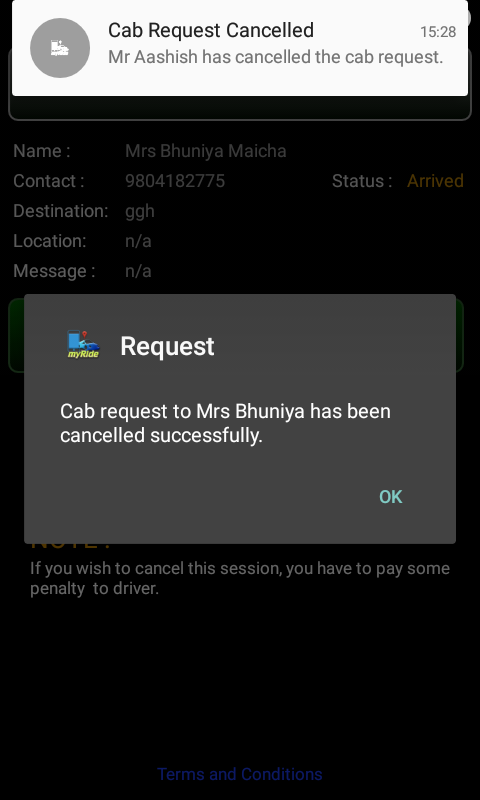 Cab Request Cancelled 15:28
Mr Aashish has cancelled the cab request.
Name : Mrs Bhuniya Maicha
Contact : 9804182775 Status : Arrived
Destination: ggh
Location: n/a
Message : n/a
myRide Request
Cab request to Mrs Bhuniya has been
cancelled successfully.
OK
NOTE :
If you wish to cancel this session, you have to pay some
penalty to driver.
Terms and Conditions